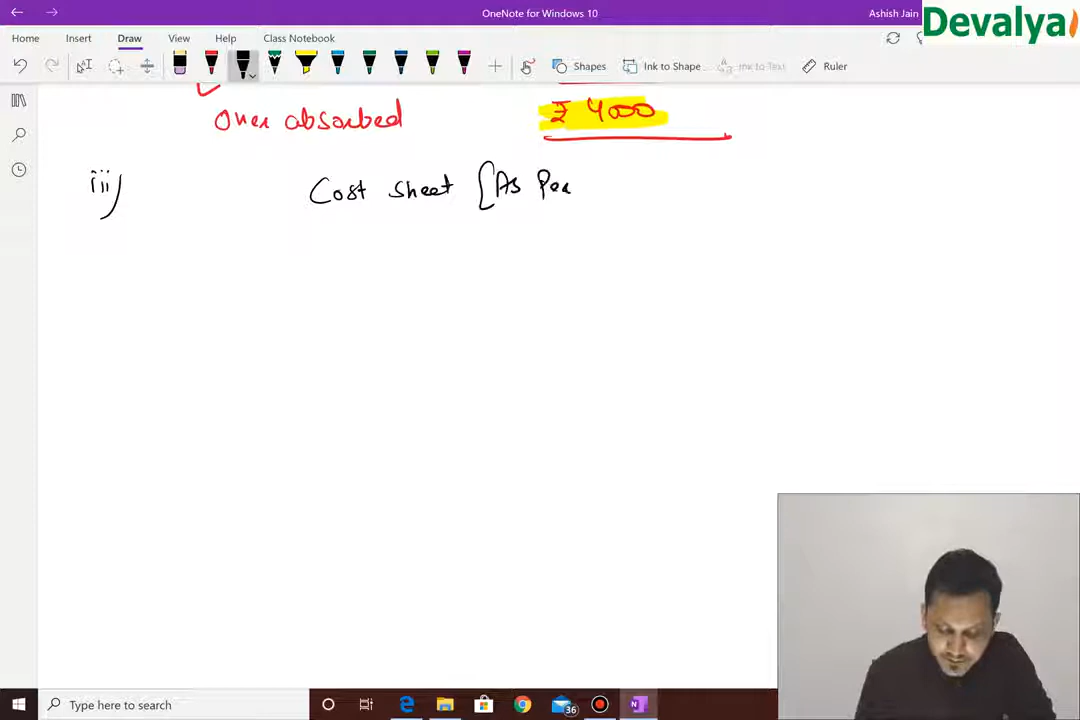 OneNote for Windows 10
Ashish Jain
Devalya
Home Insert Draw View Help Class Notebook
Shapes Ink to Shape Ink to Text Ruler
Over absorbed ₹ 4000
iii) Cost sheet [As Per
Type here to search
36
N